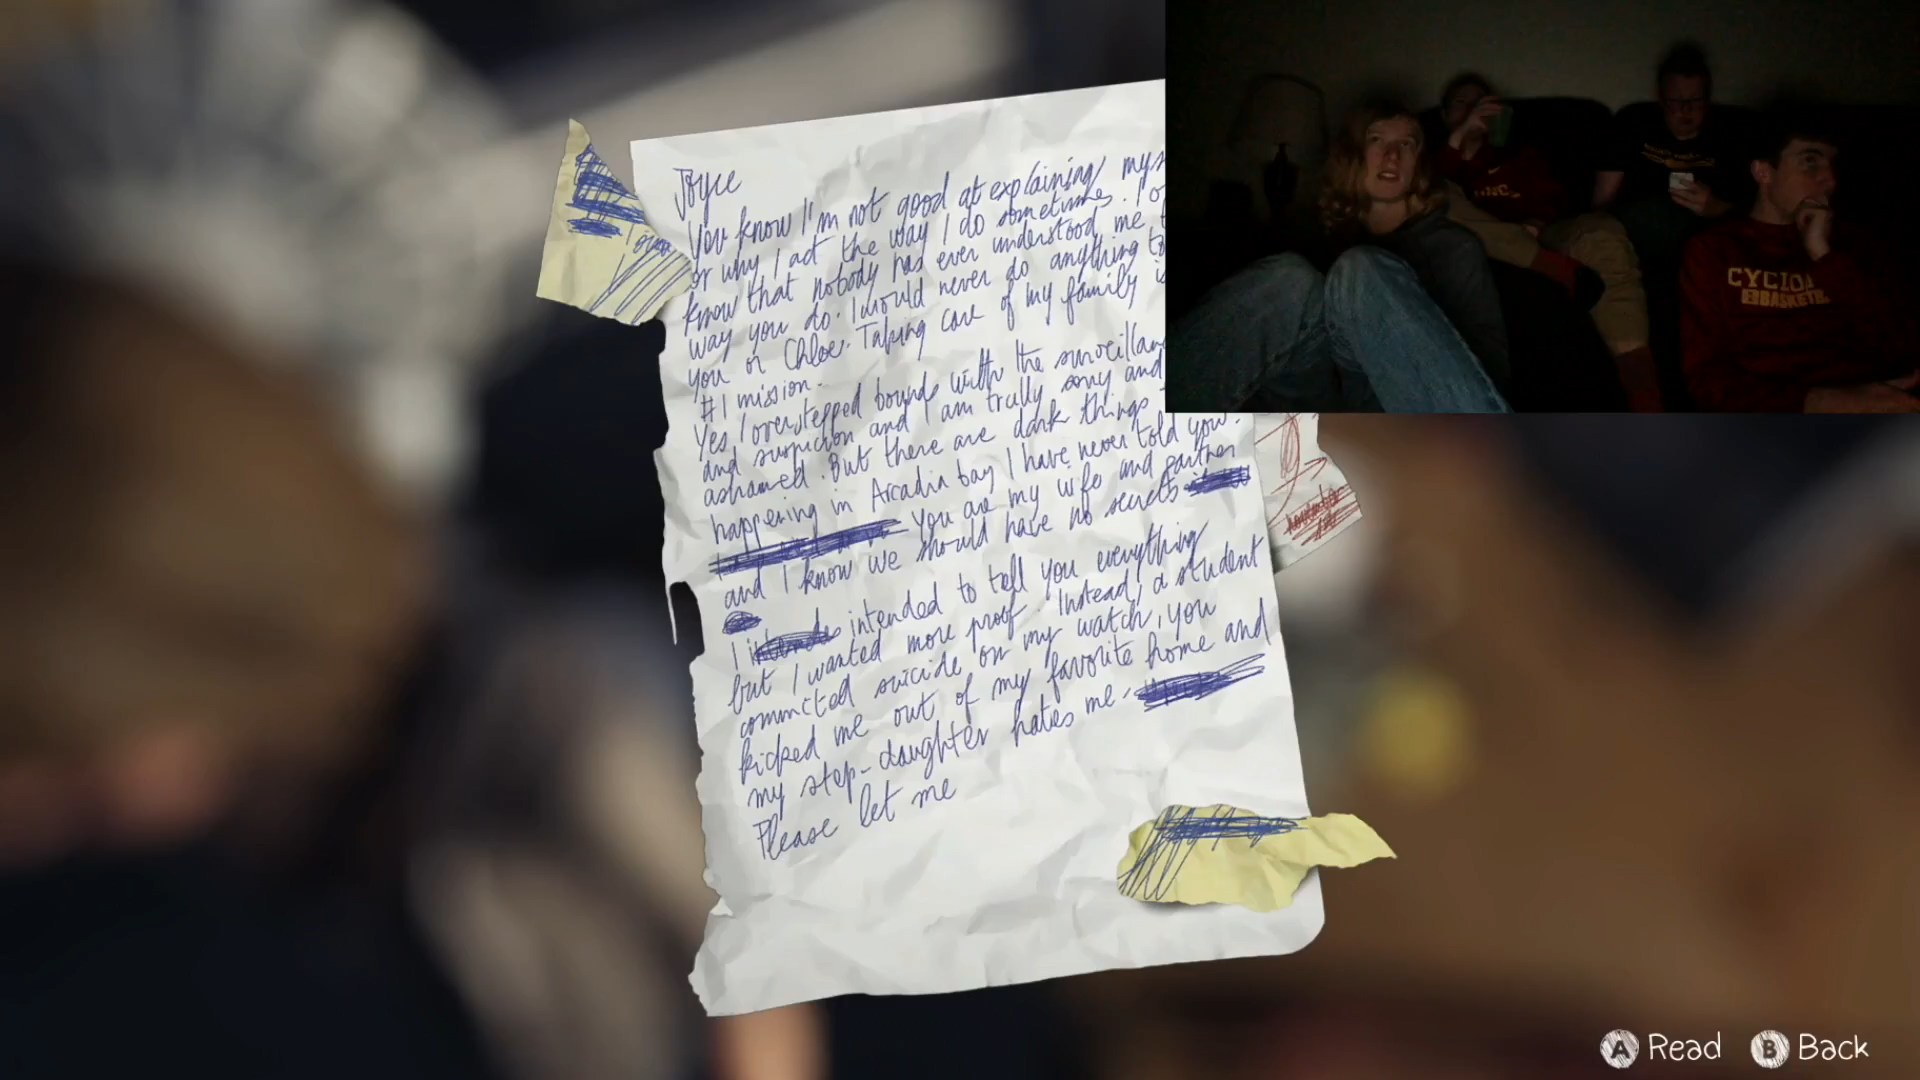 Joyce
You know I'm not good at explaining
or why I act the way I do sometimes. I
know that nobody has ever understood me
way you do. I would never do anything to
you or Chloe. Taking care of my family is
#1 mission.
Yes, I overstepped bounds with the
and suspicion and I am truly sorry and
ashamed. But there are dark things
happening in Arcadia bay I have never told you.
You are my wife and partner
and I know we should have no secrets
I intended to tell you everything
but I wanted more proof. Instead, a student
committed suicide on my watch, you
kicked me out of my favorite home and
my step-daughter hates me.
Please let me
CYCLO
A Read B Back